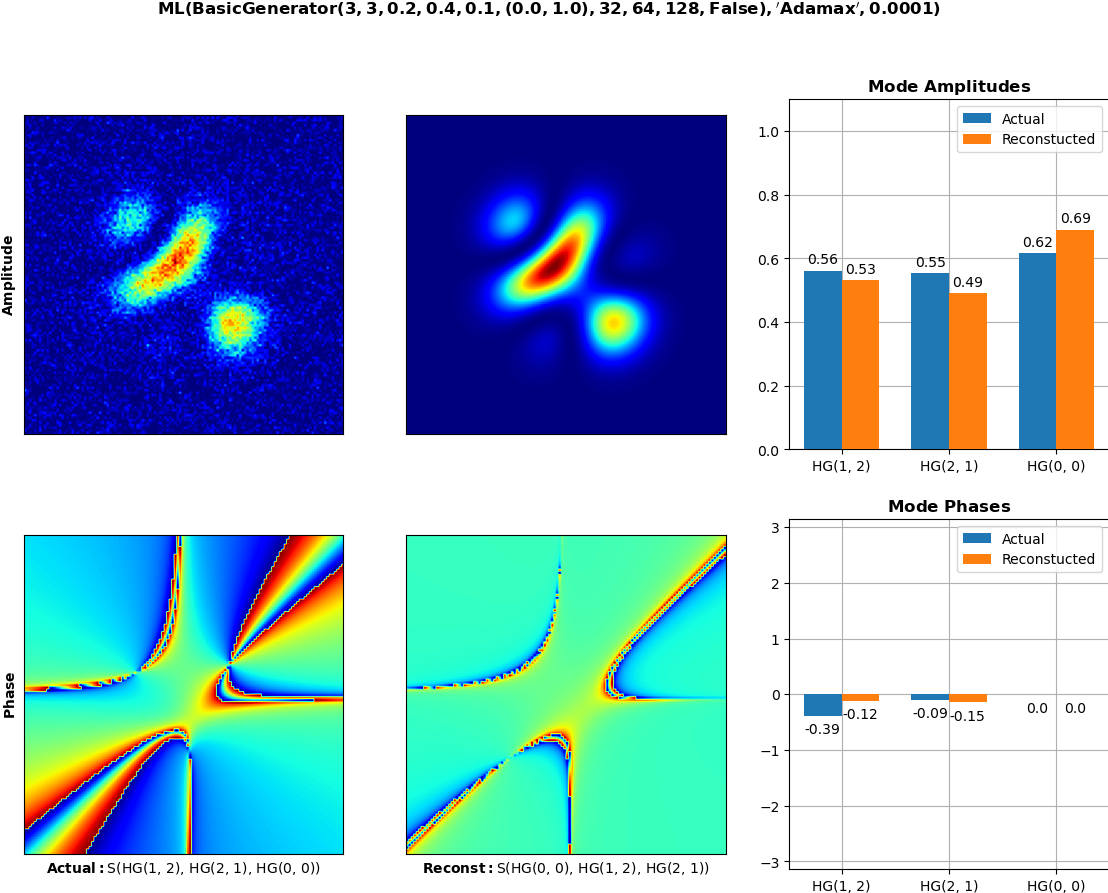 ML(BasicGenerator(3, 3, 0.2, 0.4, 0.1, (0.0, 1.0), 32, 64, 128, False), ′Adamax′, 0.0001)
Amplitude
Mode Amplitudes
Actual
Reconstucted
1.0
0.8
0.6
0.4
0.2
0.0
0.56
0.53
0.55
0.49
0.62
0.69
HG(1, 2)
HG(2, 1)
HG(0, 0)
Phase
Actual: S(HG(1, 2), HG(2, 1), HG(0, 0))
Reconst: S(HG(0, 0), HG(1, 2), HG(2, 1))
Mode Phases
Actual
Reconstucted
3
2
1
0
−1
−2
−3
-0.39
-0.12
-0.09
-0.15
0.0
0.0
HG(1, 2)
HG(2, 1)
HG(0, 0)